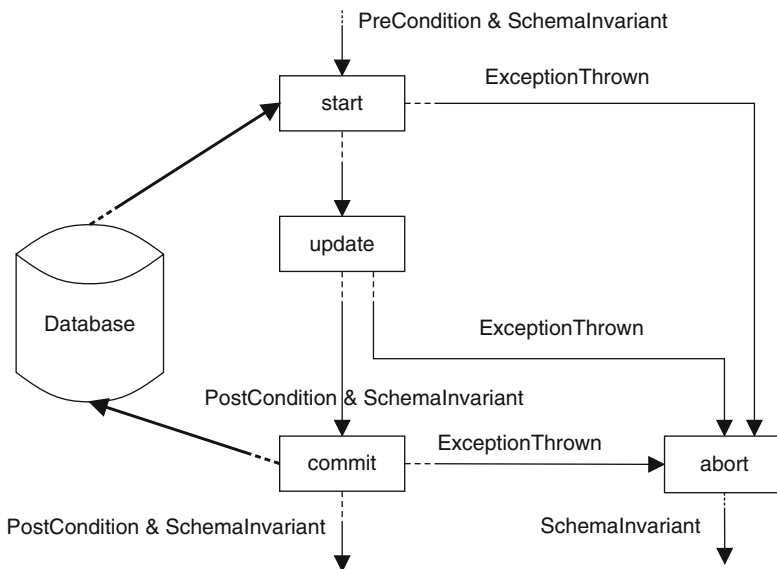 PreCondition & SchemaInvariant
ExceptionThrown
start
update
Database
ExceptionThrown
PostCondition & SchemaInvariant
ExceptionThrown
commit
abort
PostCondition & SchemaInvariant
SchemaInvariant